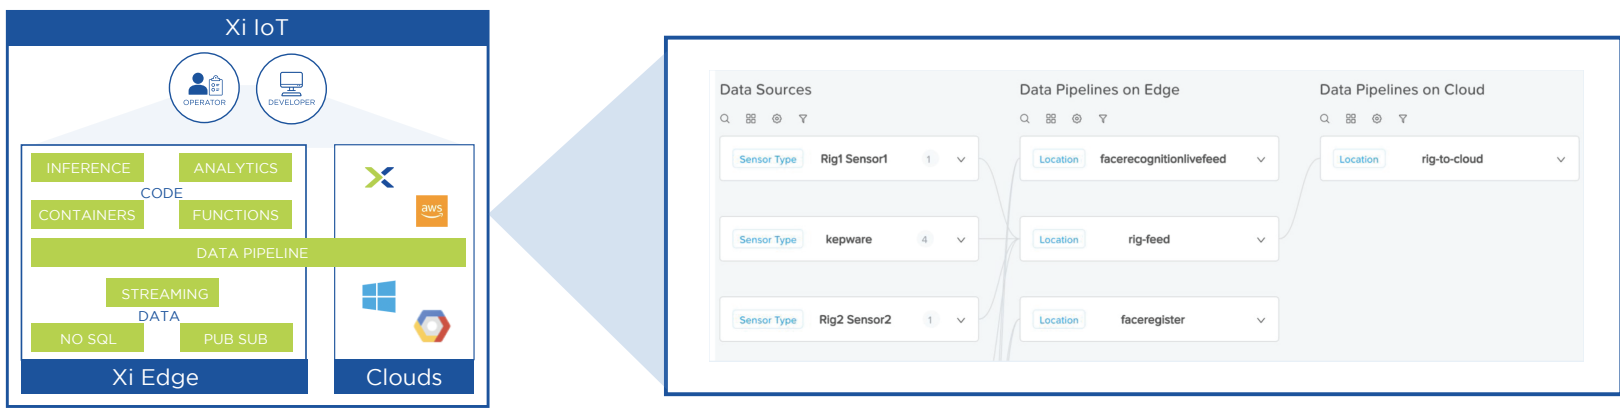 Xi IoT
OPERATOR
DEVELOPER
INFERENCE
ANALYTICS
CODE
CONTAINERS
FUNCTIONS
DATA PIPELINE
STREAMING
DATA
NO SQL
PUB SUB
Xi Edge
aws
Clouds
Data Sources
Sensor Type Rig1 Sensor1 1
Sensor Type kepware 4
Sensor Type Rig2 Sensor2 1
Data Pipelines on Edge
Location facerecognitionlivefeed
Location rig-feed
Location faceregister
Data Pipelines on Cloud
Location rig-to-cloud